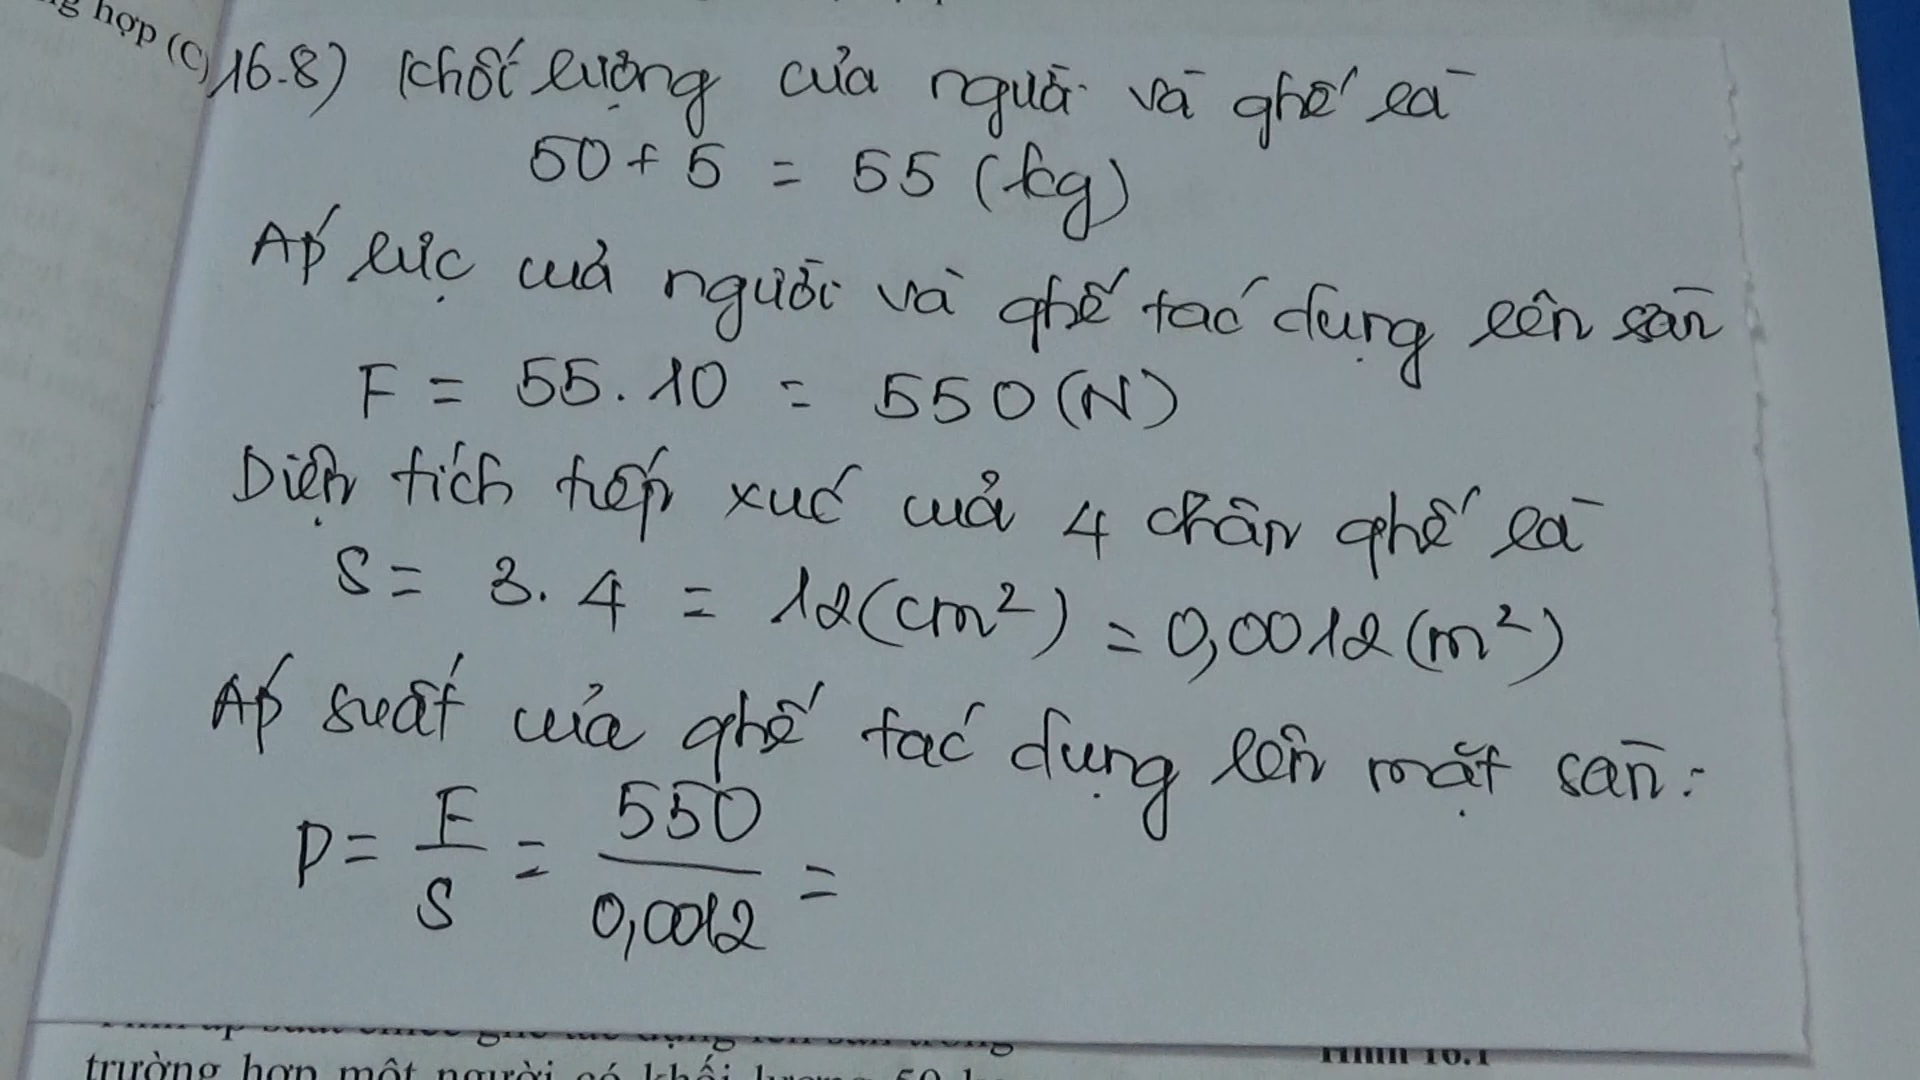 hợp (C)
16.8) Khối lượng của người và ghế là
50 + 5 = 55 (kg)
Áp lực của người và ghế tác dụng lên sàn
F = 55.10 = 550 (N)
Diện tích tiếp xúc của 4 chân ghế là
S = 3.4 = 12 (cm²) = 0,0012 (m²)
Áp suất của ghế tác dụng lên mặt sàn:
P = F/S = 550/0,0012 =
trường hợp một người có khối lượng 50
Hình 16.1